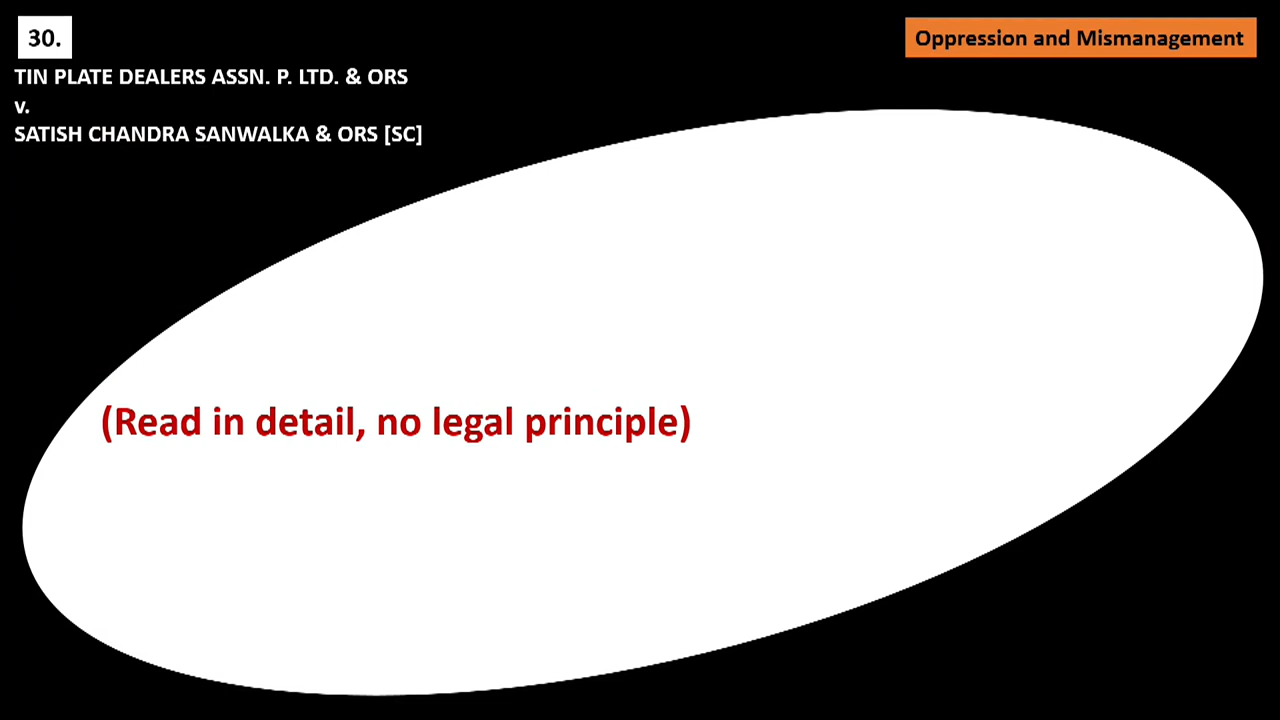 30.
Oppression and Mismanagement
TIN PLATE DEALERS ASSN. P. LTD. & ORS
v.
SATISH CHANDRA SANWALKA & ORS [SC]
(Read in detail, no legal principle)